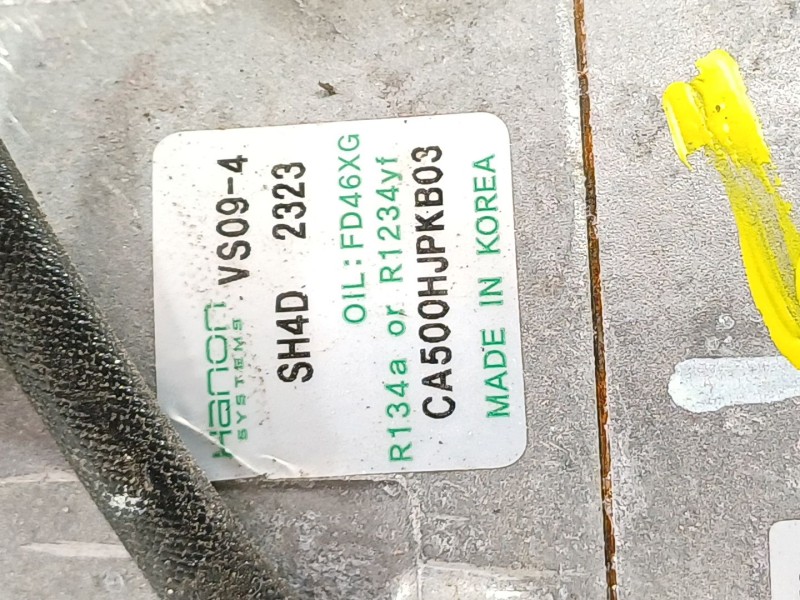 Hanon VS09-4
SYSTEMS
SH4D 2323
OIL:FD46XG
R134a or R1234yf
CA500HJPKB03
MADE IN KOREA